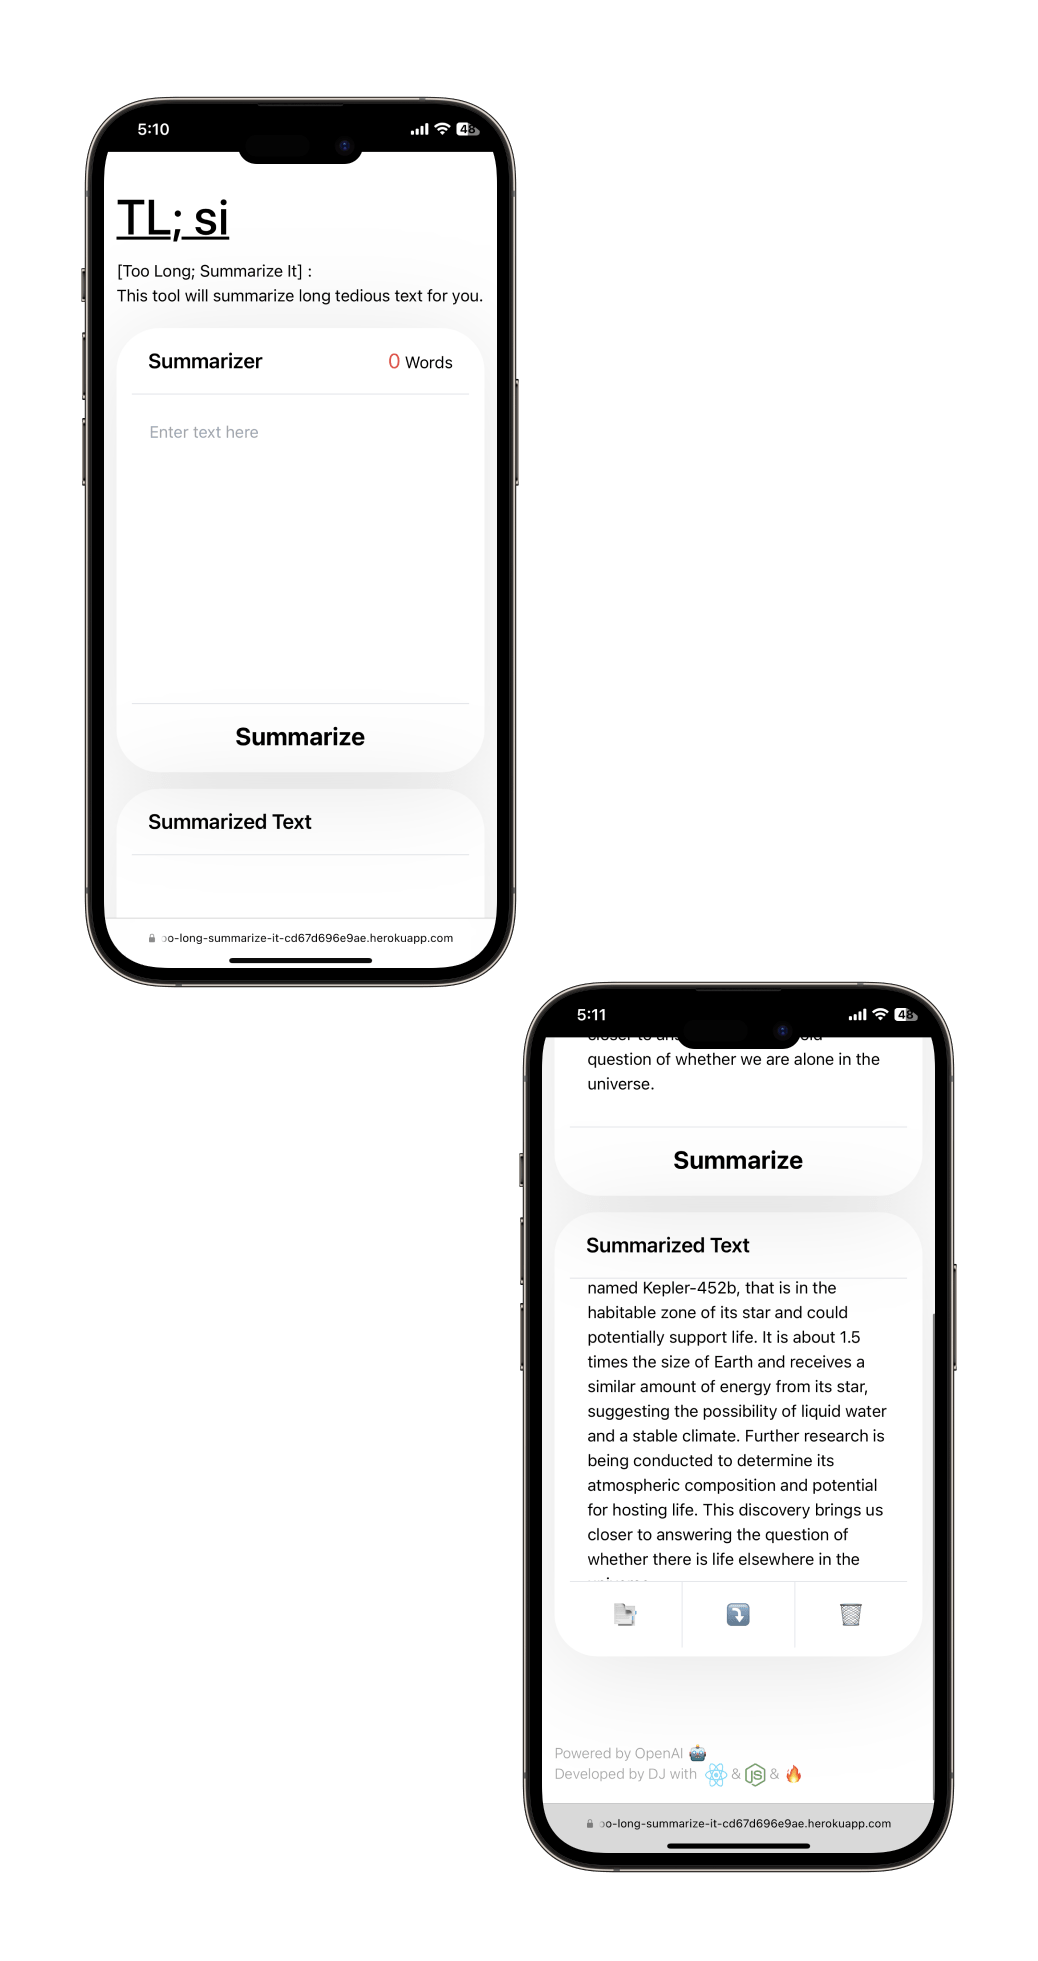 5:10
48
TL; si
[Too Long; Summarize It] :
This tool will summarize long tedious text for you.
Summarizer
0 Words
Enter text here
Summarize
Summarized Text
o-long-summarize-it-cd67d696e9ae.herokuapp.com
5:11
48
closer to
question of whether we are alone in the
universe.
Summarize
Summarized Text
named Kepler-452b, that is in the
habitable zone of its star and could
potentially support life. It is about 1.5
times the size of Earth and receives a
similar amount of energy from its star,
suggesting the possibility of liquid water
and a stable climate. Further research is
being conducted to determine its
atmospheric composition and potential
for hosting life. This discovery brings us
closer to answering the question of
whether there is life elsewhere in the
Powered by OpenAI
Developed by DJ with & JS &
o-long-summarize-it-cd67d696e9ae.herokuapp.com